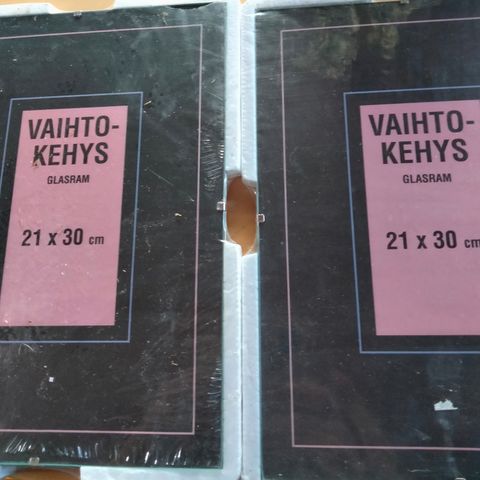 VAIHTO-
KEHYS
GLASRAM
21 x 30 cm
VAIHTO-
KEHYS
GLASRAM
21 x 30 cm